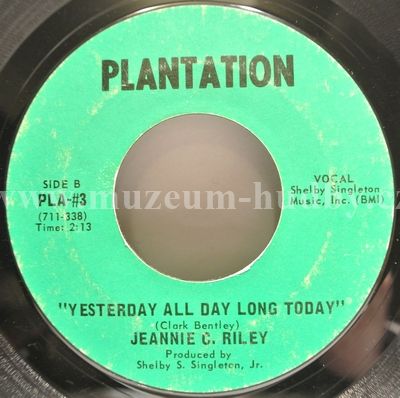 PLANTATION
SIDE B
PLA-#3
(711-338)
Time: 2:13
VOCAL
Shelby Singleton
Music, Inc. (BMI)
"YESTERDAY ALL DAY LONG TODAY"
(Clark Bentley)
JEANNIE C. RILEY
Produced by
Shelby S. Singleton, Jr.